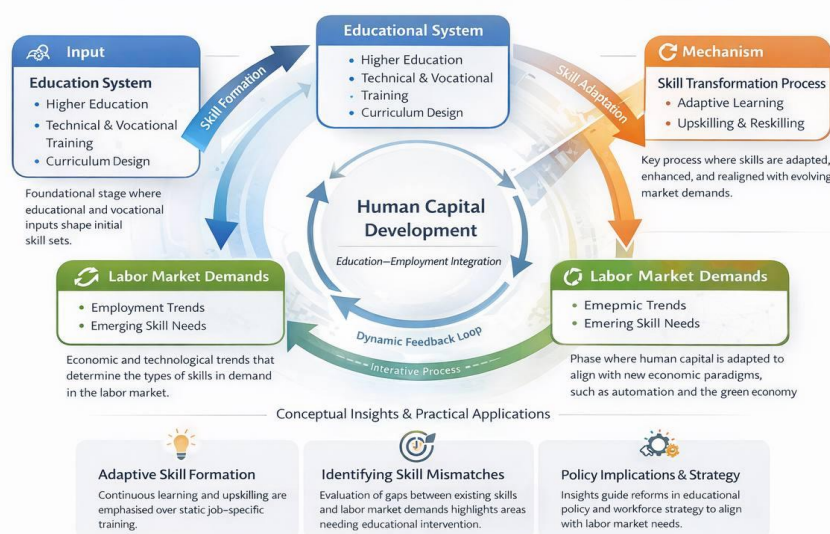 Input
Education System
Higher Education
Technical & Vocational
Training
Curriculum Design
Foundational stage where
educational and vocational
inputs shape initial
skill sets.
Skill Formation
Educational System
Higher Education
Technical & Vocational
Training
Curriculum Design
Skill Adaptation
Mechanism
Skill Transformation Process
Adaptive Learning
Upskilling & Reskilling
Key process where skills are adapted,
enhanced, and realigned with evolving
market demands.
Human Capital
Development
Education—Employment Integration
Dynamic Feedback Loop
Interative Process
Labor Market Demands
Employment Trends
Emerging Skill Needs
Economic and technological trends that
determine the types of skills in demand
in the labor market.
Labor Market Demands
Emepmic Trends
Emering Skill Needs
Phase where human capital is adapted to
align with new economic paradigms,
such as automation and the green economy
Conceptual Insights & Practical Applications
Adaptive Skill Formation
Continuous learning and upskilling are
emphasised over static job-specific
training.
Identifying Skill Mismatches
Evaluation of gaps between existing skills
and labor market demands highlights areas
needing educational intervention.
Policy Implications & Strategy
Insights guide reforms in educational
policy and workforce strategy to align
with labor market needs.